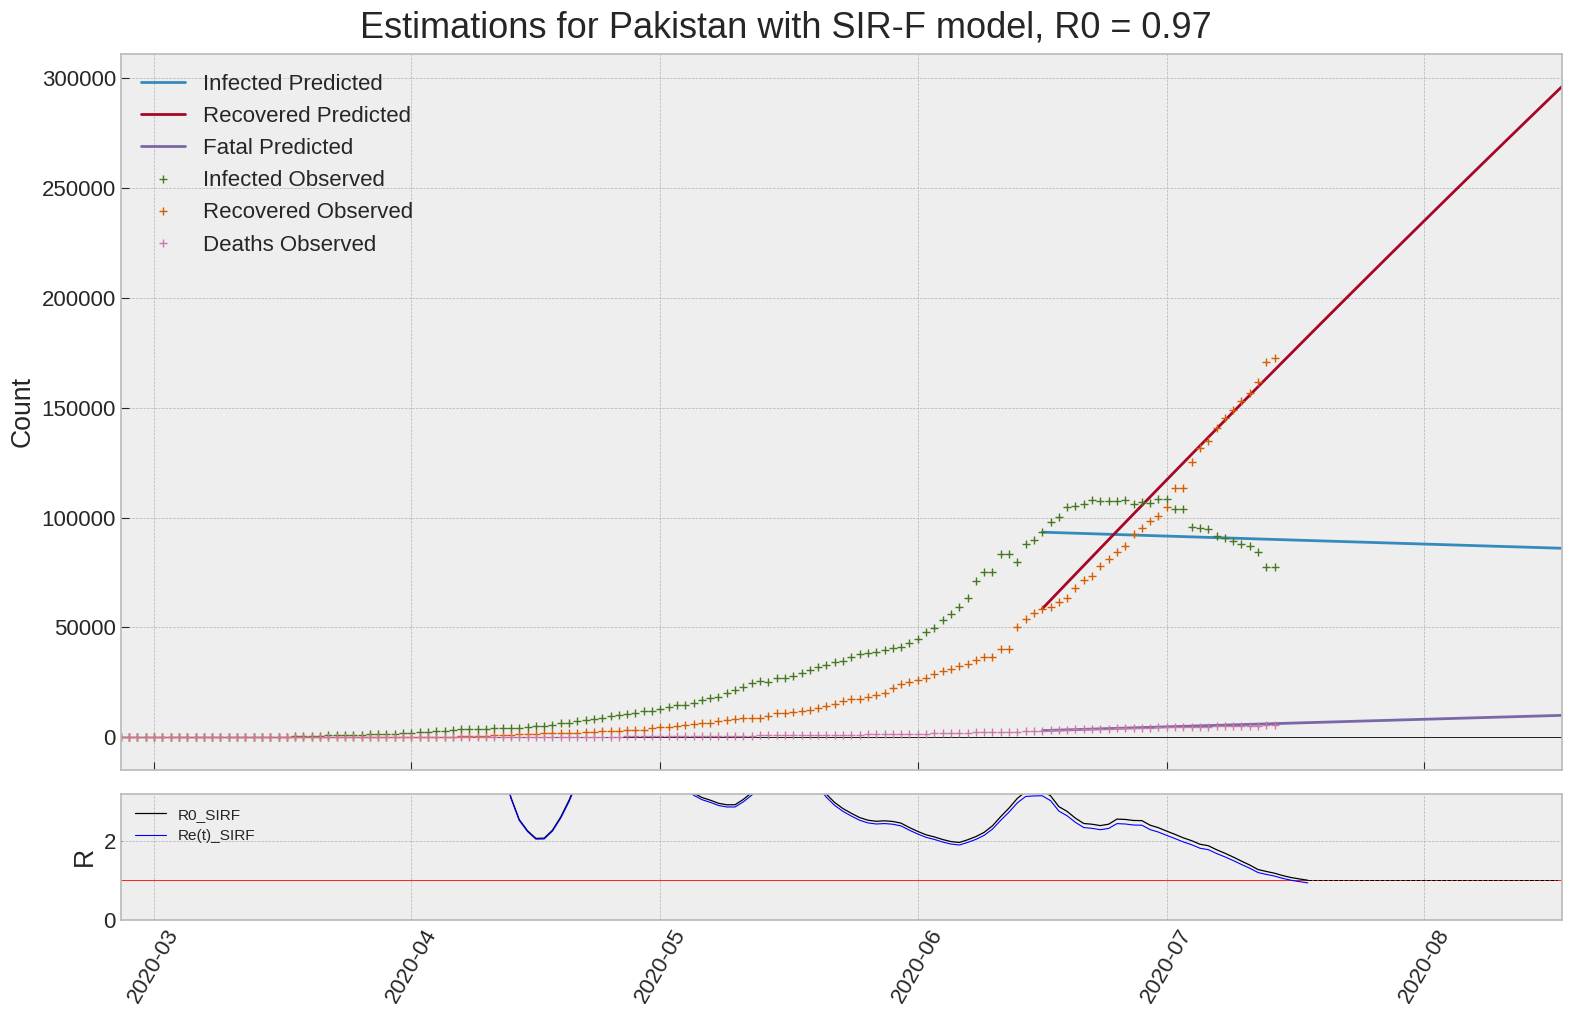 Estimations for Pakistan with SIR-F model, R0 = 0.97
300000
250000
200000
150000
100000
50000
0
Count
Infected Predicted
Recovered Predicted
Fatal Predicted
Infected Observed
Recovered Observed
Deaths Observed
R0_SIRF
Re(t)_SIRF
2
0
R
2020-03
2020-04
2020-05
2020-06
2020-07
2020-08